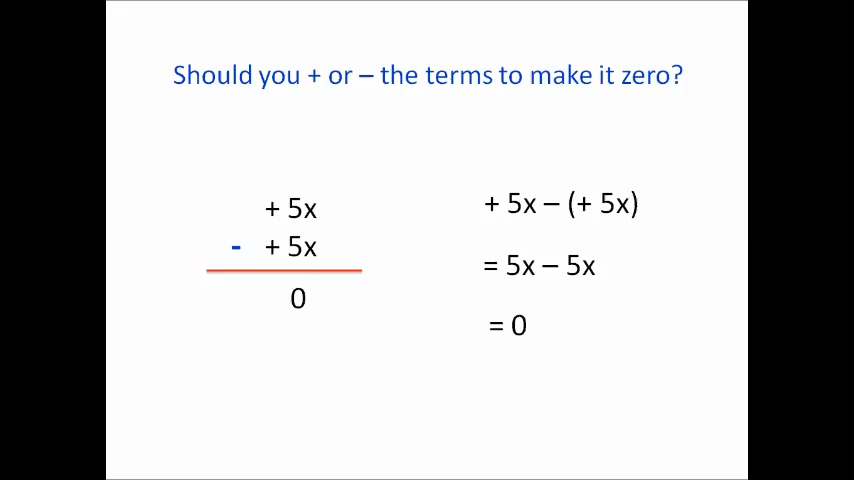 Should you + or – the terms to make it zero?
+ 5x
- + 5x
0
+ 5x – (+ 5x)
= 5x – 5x
= 0